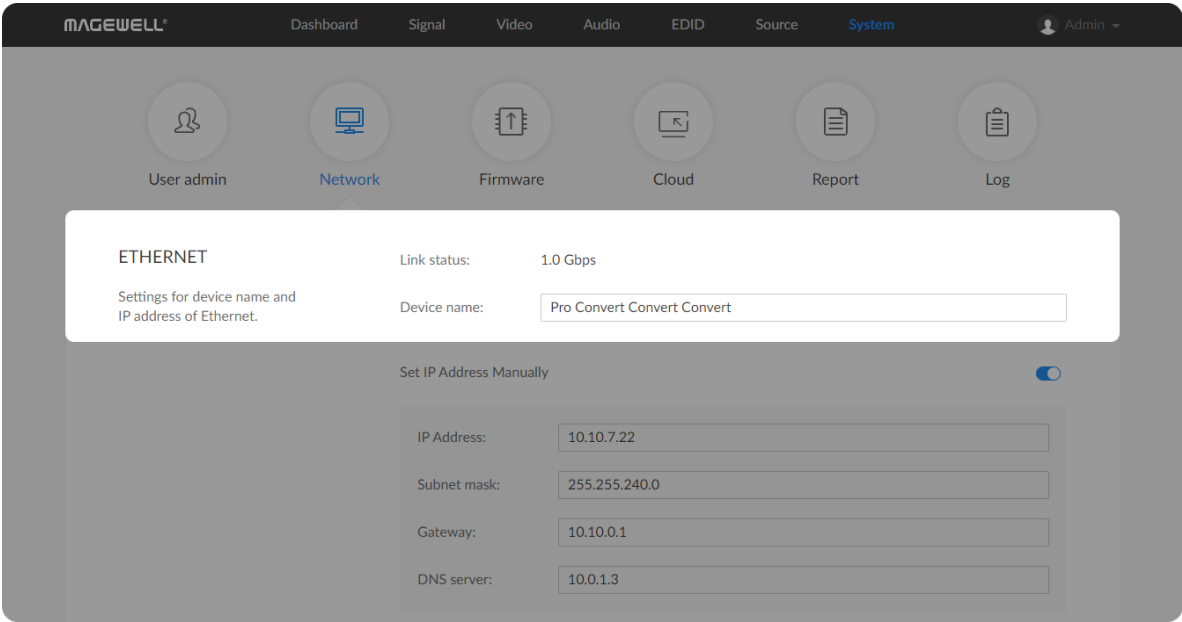 MAGEWELL® Dashboard Signal Video Audio EDID Source System Admin
User admin Network Firmware Cloud Report Log
ETHERNET
Settings for device name and
IP address of Ethernet.
Link status: 1.0 Gbps
Device name: Pro Convert Convert Convert
Set IP Address Manually
IP Address: 10.10.7.22
Subnet mask: 255.255.240.0
Gateway: 10.10.0.1
DNS server: 10.0.1.3